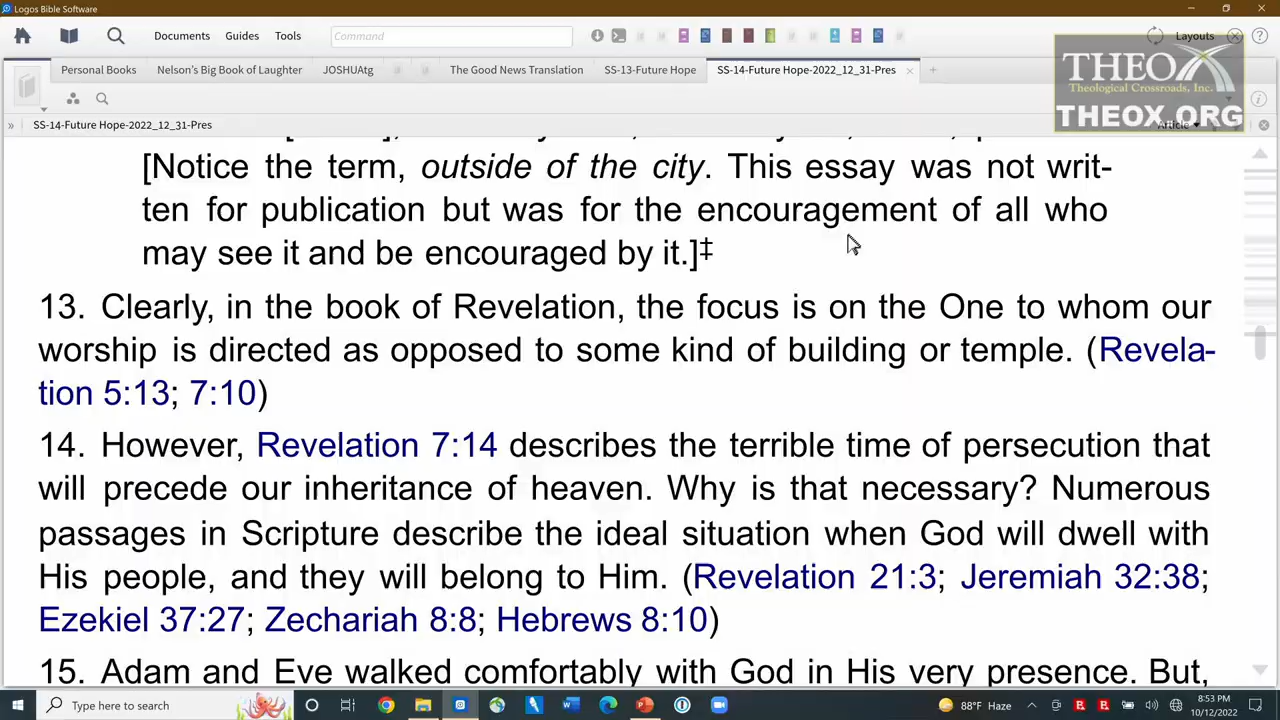 Logos Bible Software
Documents Guides Tools Command Layouts
THEOX
Theological Crossroads, Inc.
THEOX.ORG
Personal Books Nelson's Big Book of Laughter JOSHUAtg The Good News Translation SS-13-Future Hope SS-14-Future Hope-2022_12_31-Pres
SS-14-Future Hope-2022_12_31-Pres Article
[Notice the term, outside of the city. This essay was not writ-
ten for publication but was for the encouragement of all who
may see it and be encouraged by it.]‡
13. Clearly, in the book of Revelation, the focus is on the One to whom our
worship is directed as opposed to some kind of building or temple. (Revela-
tion 5:13; 7:10)
14. However, Revelation 7:14 describes the terrible time of persecution that
will precede our inheritance of heaven. Why is that necessary? Numerous
passages in Scripture describe the ideal situation when God will dwell with
His people, and they will belong to Him. (Revelation 21:3; Jeremiah 32:38;
Ezekiel 37:27; Zechariah 8:8; Hebrews 8:10)
15. Adam and Eve walked comfortably with God in His very presence. But,
Type here to search
88°F Haze
8:53 PM
10/12/2022